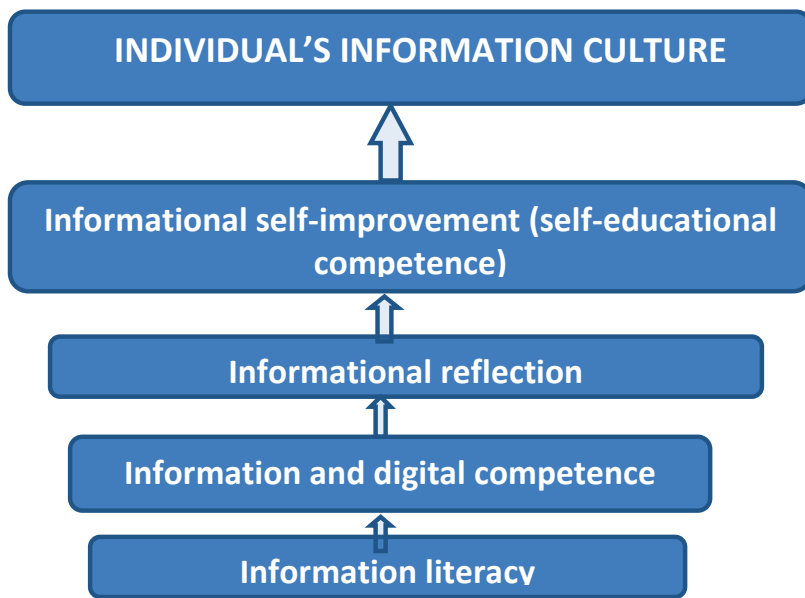 INDIVIDUAL’S INFORMATION CULTURE
Informational self-improvement (self-educational
competence)
Informational reflection
Information and digital competence
Information literacy